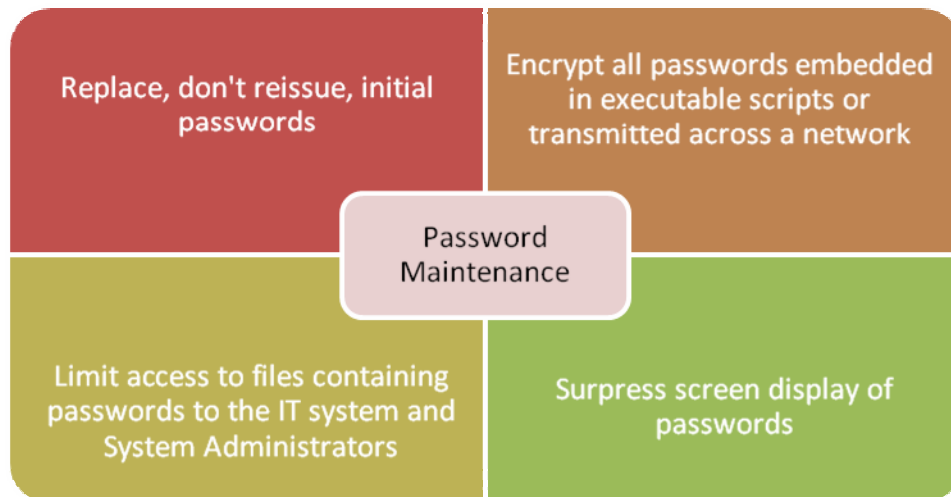 Replace, don't reissue, initial
passwords
Encrypt all passwords embedded
in executable scripts or
transmitted across a network
Password
Maintenance
Limit access to files containing
passwords to the IT system and
System Administrators
Surpress screen display of
passwords